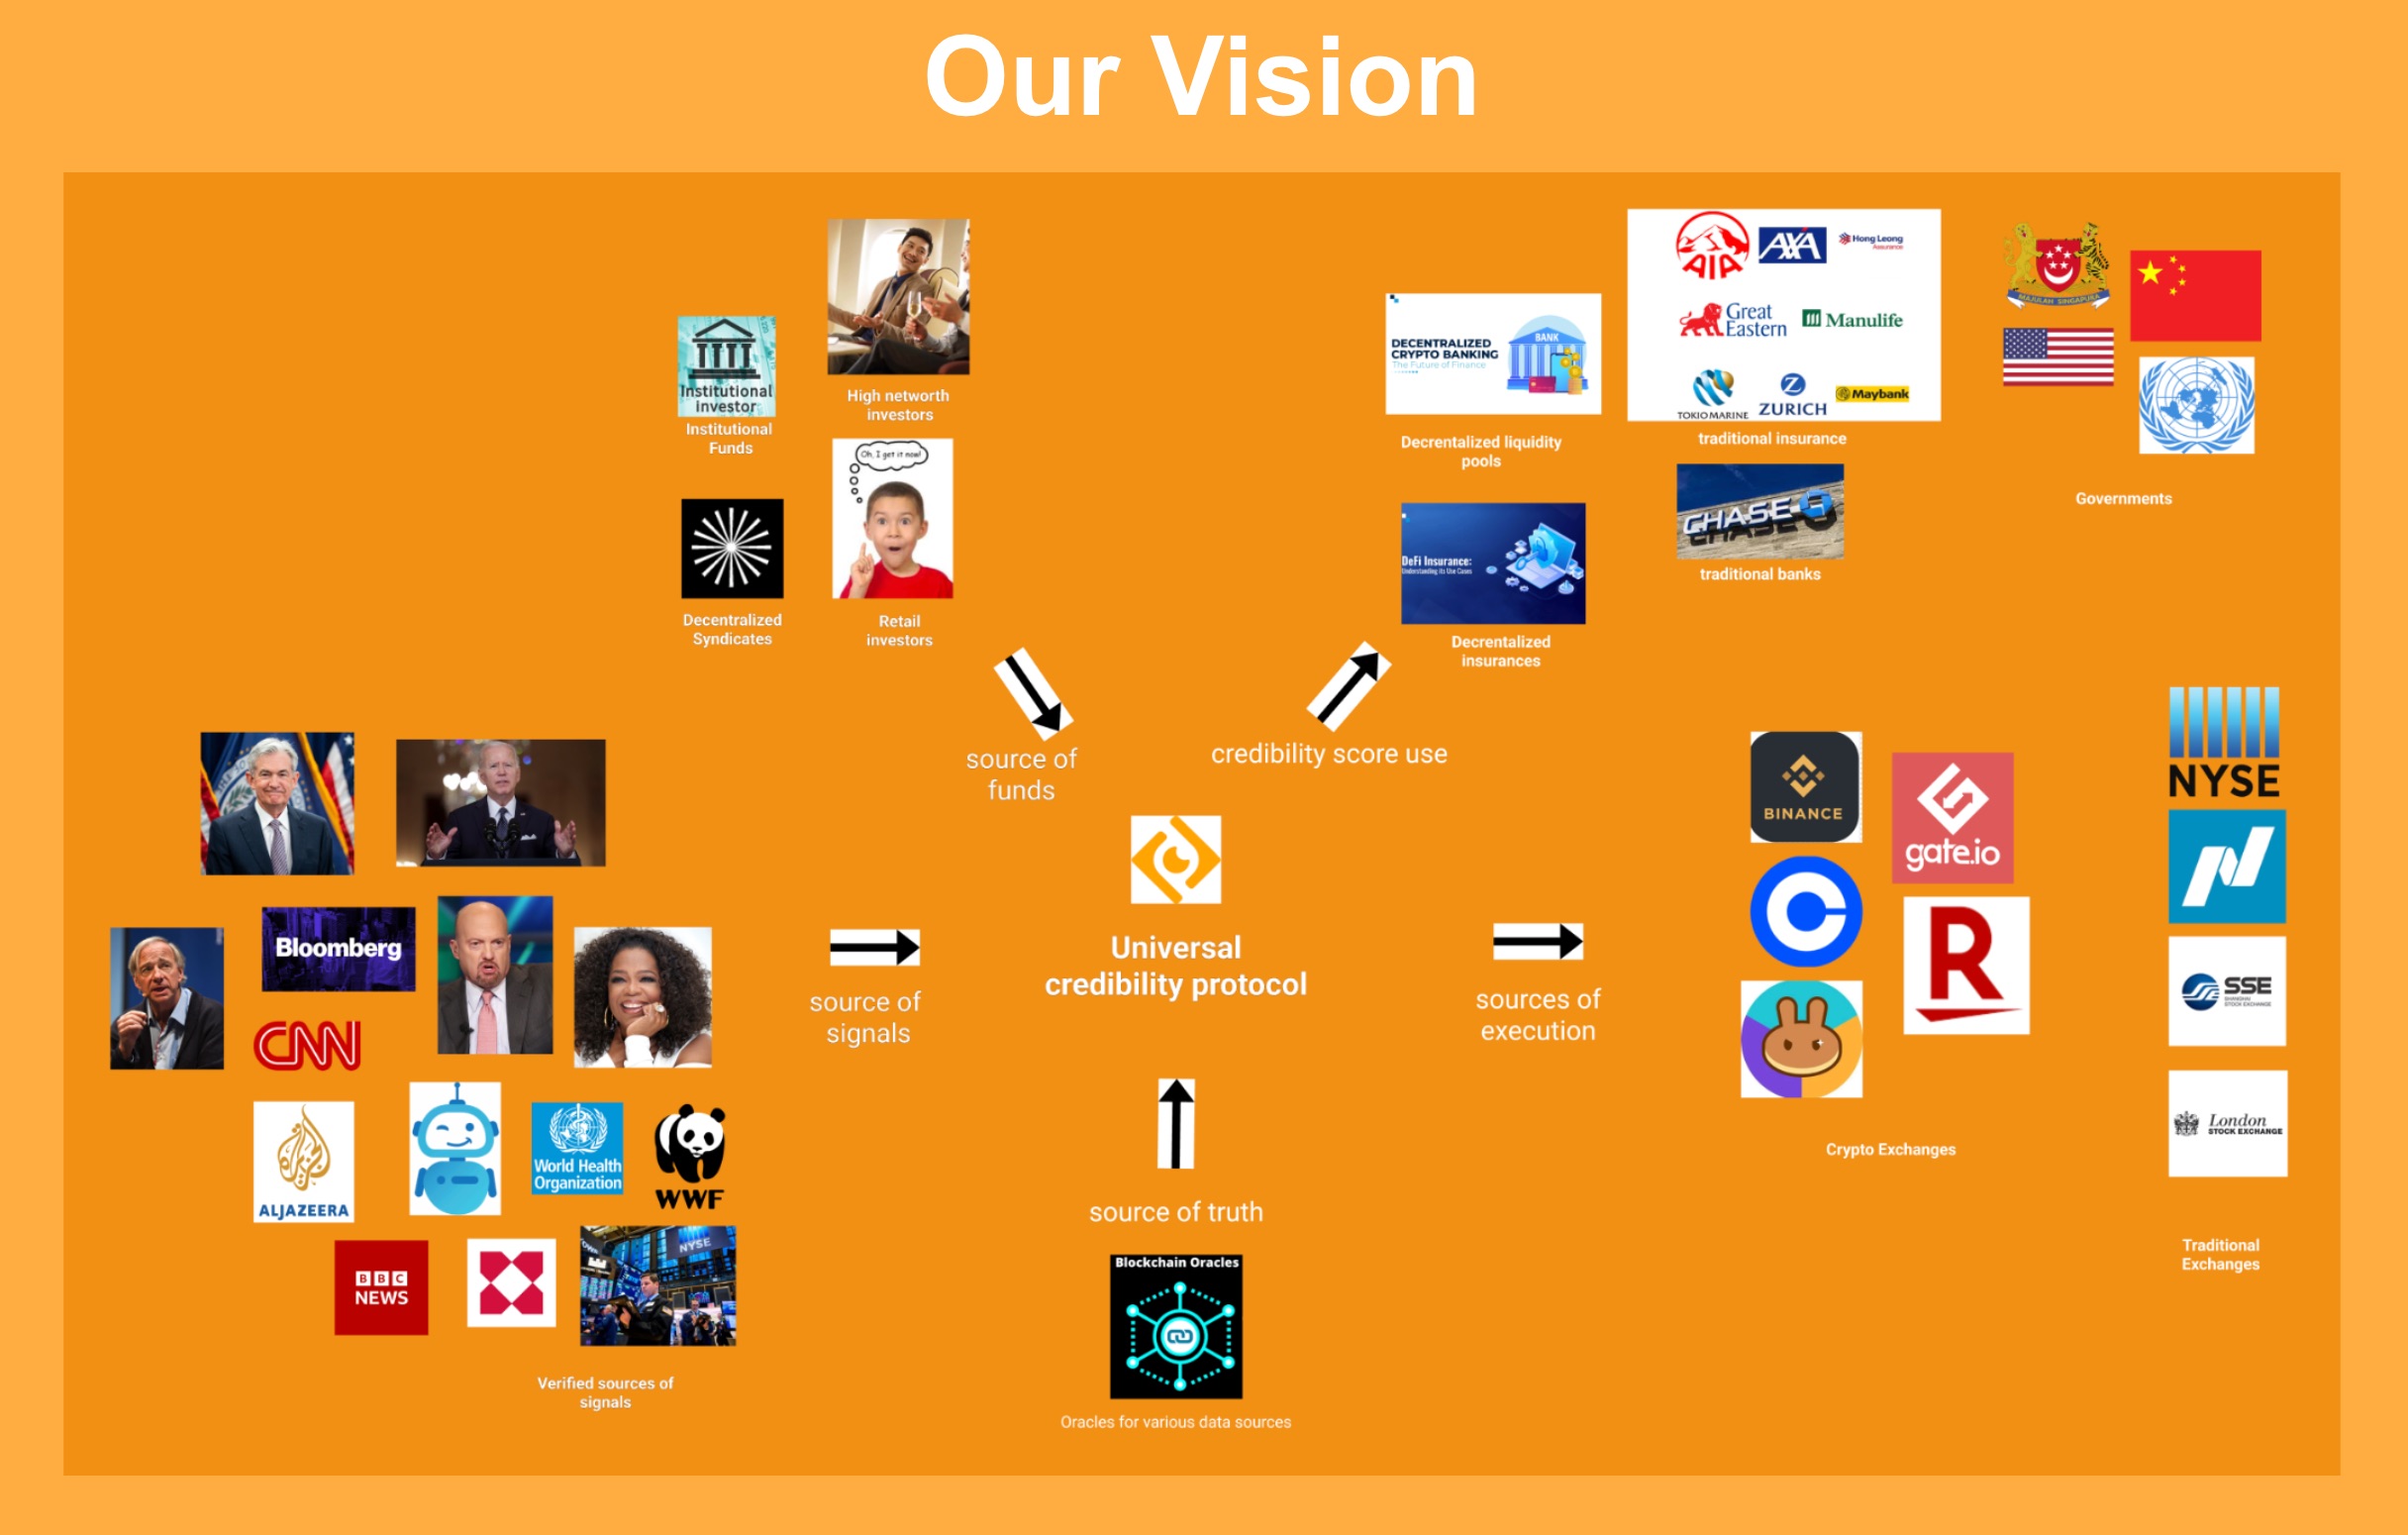 Our Vision
Institutional
investor
Institutional
Funds
High networth
investors
Decentralized
Syndicates
Oh, I get it now!
Retail
investors
DECENTRALIZED
CRYPTO BANKING
The Future of Finance
BANK
Decrentalized liquidity
pools
AIA
AXA
Hong Leong
Assurance
Great
Eastern
Manulife
TOKIO MARINE
ZURICH
Maybank
traditional insurance
CHASE
traditional banks
DeFi Insurance:
Understanding its Use Cases
Decrentalized
insurances
MAJULAH SINGAPURA
Governments
source of
funds
credibility score use
Universal
credibility protocol
source of
signals
sources of
execution
source of truth
Blockchain Oracles
Oracles for various data sources
Bloomberg
CNN
ALJAZEERA
World Health
Organization
WWF
BBC
NEWS
NYSE
Verified sources of
signals
BINANCE
gate.io
R
Crypto Exchanges
NYSE
SSE
SHANGHAI
STOCK EXCHANGE
London
STOCK EXCHANGE
Traditional
Exchanges